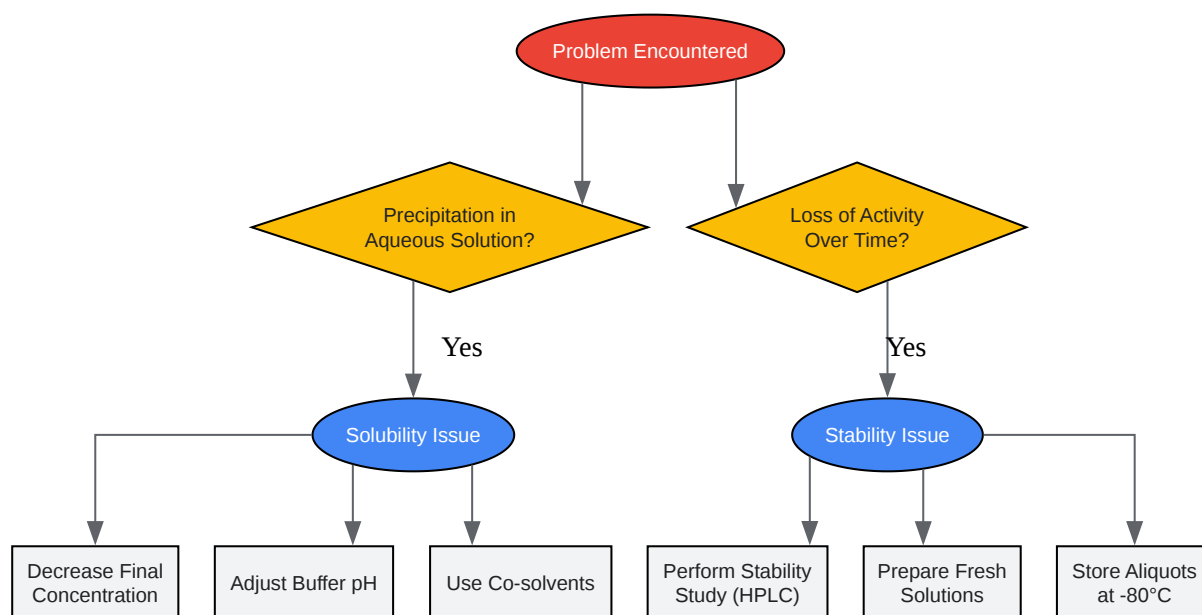 Problem Encountered
Precipitation in
Aqueous Solution?
Loss of Activity
Over Time?
Yes
Yes
Solubility Issue
Stability Issue
Decrease Final
Concentration
Adjust Buffer pH
Use Co-solvents
Perform Stability
Study (HPLC)
Prepare Fresh
Solutions
Store Aliquots
at -80°C